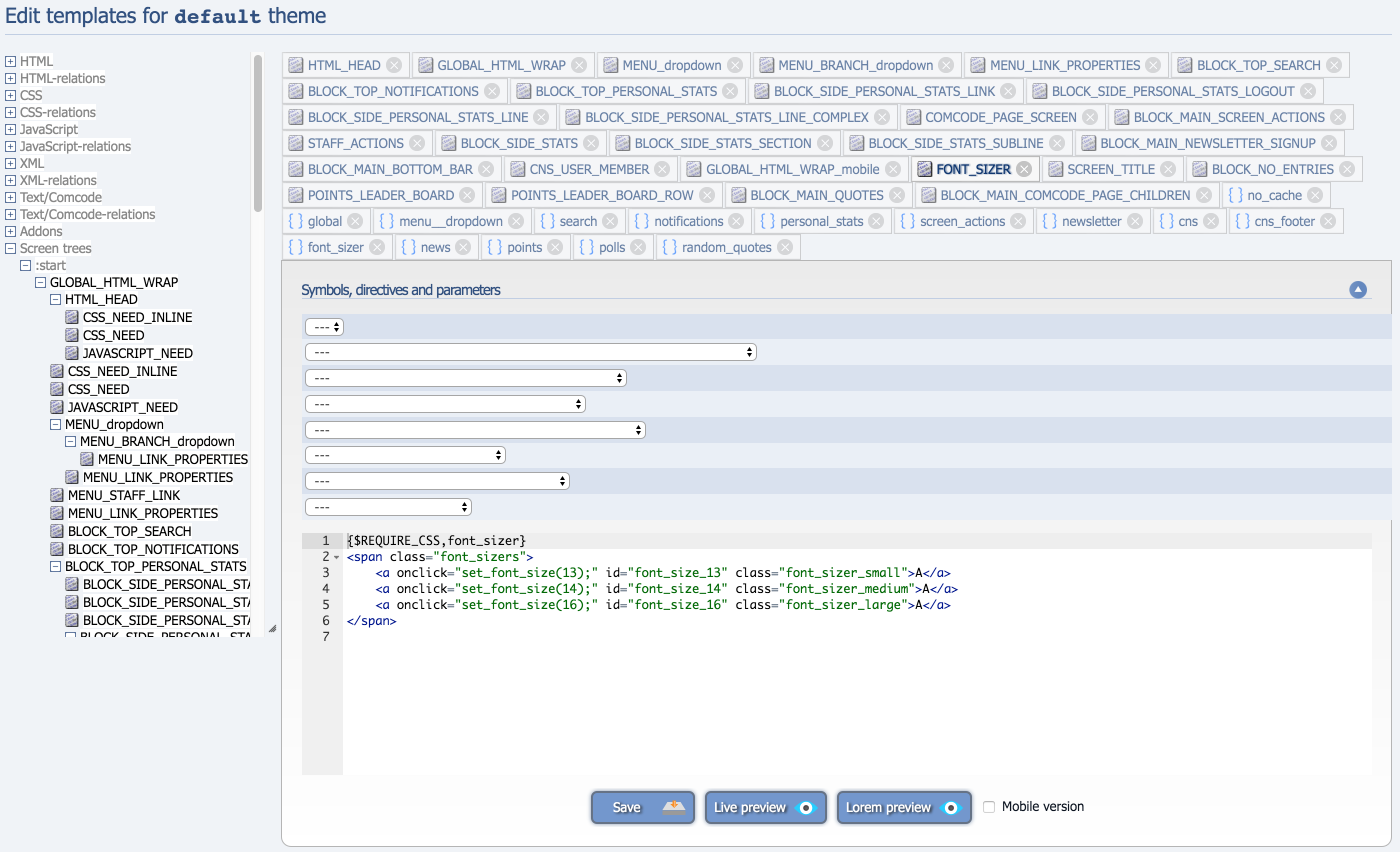 Edit templates for default theme
HTML
HTML-relations
CSS
CSS-relations
JavaScript
JavaScript-relations
XML
XML-relations
Text/Comcode
Text/Comcode-relations
Addons
Screen trees
:start
GLOBAL_HTML_WRAP
HTML_HEAD
CSS_NEED_INLINE
CSS_NEED
JAVASCRIPT_NEED
CSS_NEED_INLINE
CSS_NEED
JAVASCRIPT_NEED
MENU_dropdown
MENU_BRANCH_dropdown
MENU_LINK_PROPERTIES
MENU_LINK_PROPERTIES
MENU_STAFF_LINK
MENU_LINK_PROPERTIES
BLOCK_TOP_SEARCH
BLOCK_TOP_NOTIFICATIONS
BLOCK_TOP_PERSONAL_STATS
BLOCK_SIDE_PERSONAL_STA
BLOCK_SIDE_PERSONAL_STA
BLOCK_SIDE_PERSONAL_STA
BLOCK_SIDE_PERSONAL_STA
HTML_HEAD GLOBAL_HTML_WRAP MENU_dropdown MENU_BRANCH_dropdown MENU_LINK_PROPERTIES BLOCK_TOP_SEARCH
BLOCK_TOP_NOTIFICATIONS BLOCK_TOP_PERSONAL_STATS BLOCK_SIDE_PERSONAL_STATS_LINK BLOCK_SIDE_PERSONAL_STATS_LOGOUT
BLOCK_SIDE_PERSONAL_STATS_LINE BLOCK_SIDE_PERSONAL_STATS_LINE_COMPLEX COMCODE_PAGE_SCREEN BLOCK_MAIN_SCREEN_ACTIONS
STAFF_ACTIONS BLOCK_SIDE_STATS BLOCK_SIDE_STATS_SECTION BLOCK_SIDE_STATS_SUBLINE BLOCK_MAIN_NEWSLETTER_SIGNUP
BLOCK_MAIN_BOTTOM_BAR CNS_USER_MEMBER GLOBAL_HTML_WRAP_mobile FONT_SIZER SCREEN_TITLE BLOCK_NO_ENTRIES
POINTS_LEADER_BOARD POINTS_LEADER_BOARD_ROW BLOCK_MAIN_QUOTES BLOCK_MAIN_COMCODE_PAGE_CHILDREN { } no_cache
{ } global { } menu__dropdown { } search { } notifications { } personal_stats { } screen_actions { } newsletter { } cns { } cns_footer
{ } font_sizer { } news { } points { } polls { } random_quotes
Symbols, directives and parameters
---
---
---
---
---
---
---
---
1 {$REQUIRE_CSS,font_sizer}
2 <span class="font_sizers">
3 <a onclick="set_font_size(13);" id="font_size_13" class="font_sizer_small">A</a>
4 <a onclick="set_font_size(14);" id="font_size_14" class="font_sizer_medium">A</a>
5 <a onclick="set_font_size(16);" id="font_size_16" class="font_sizer_large">A</a>
6 </span>
7
Save Live preview Lorem preview Mobile version